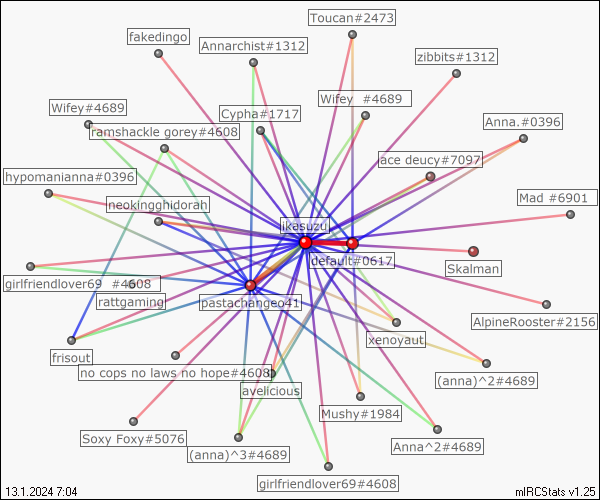 Toucan#2473
fakedingo
Annarchist#1312
zibbits#1312
Wifey #4689
Wifey#4689
Cypha#1717
Anna.#0396
ramshackle gorey#4608
ace deucy#7097
hypomanianna#0396
Mad #6901
neokinghidorah
ikasuzu
default#0617
Skalman
girlfriendlover69 #4608
rattgaming
pastachangeo41
AlpineRooster#2156
xenoyaut
frisout
no cops no laws no hope#4608
(anna)^2#4689
avelicious
Mushy#1984
Soxy Foxy#5076
Anna^2#4689
(anna)^3#4689
girlfriendlover69#4608
13.1.2024 7:04
mIRCStats v1.25